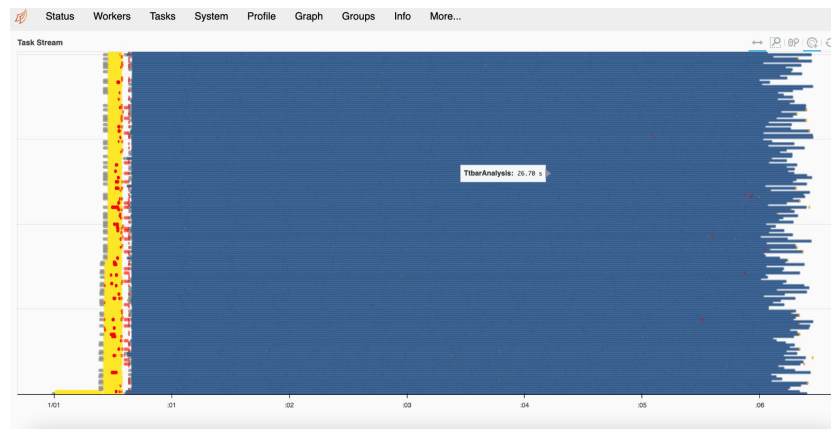 Status Workers Tasks System Profile Graph Groups Info More...
Task Stream
TtbarAnalysis: 26.70 s
1/01 :01 :02 :03 :04 :05 :06